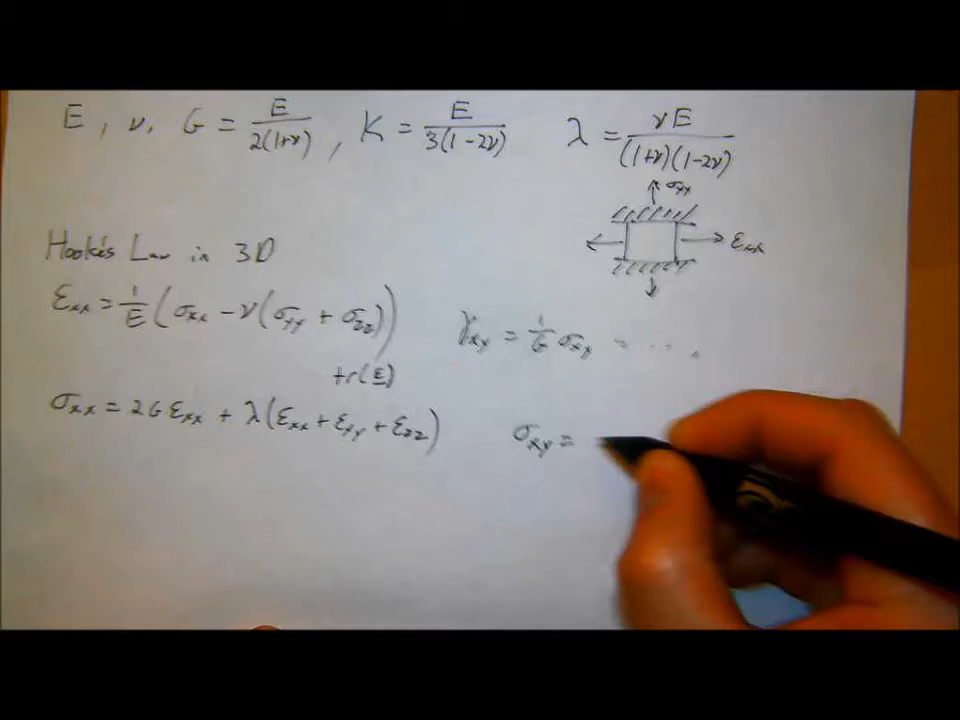 E, ν, G = E / 2(1+ν), K = E / 3(1-2ν) λ = νE / (1+ν)(1-2ν)
σyy
εxx
Hooke's Law in 3D
εxx = 1/E (σxx - ν(σyy + σzz)) γxy = 1/G σxy
tr(ε)
σxx = 2G εxx + λ(εxx + εyy + εzz) σxy =